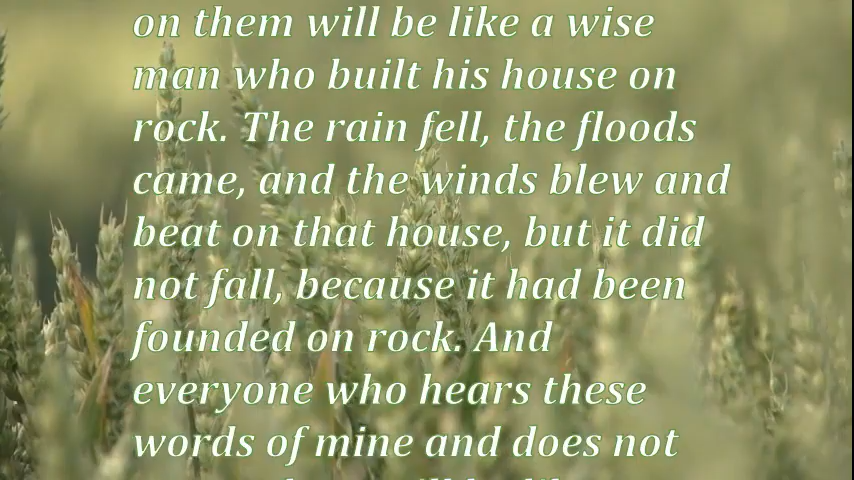 on them will be like a wise
man who built his house on
rock. The rain fell, the floods
came, and the winds blew and
beat on that house, but it did
not fall, because it had been
founded on rock. And
everyone who hears these
words of mine and does not